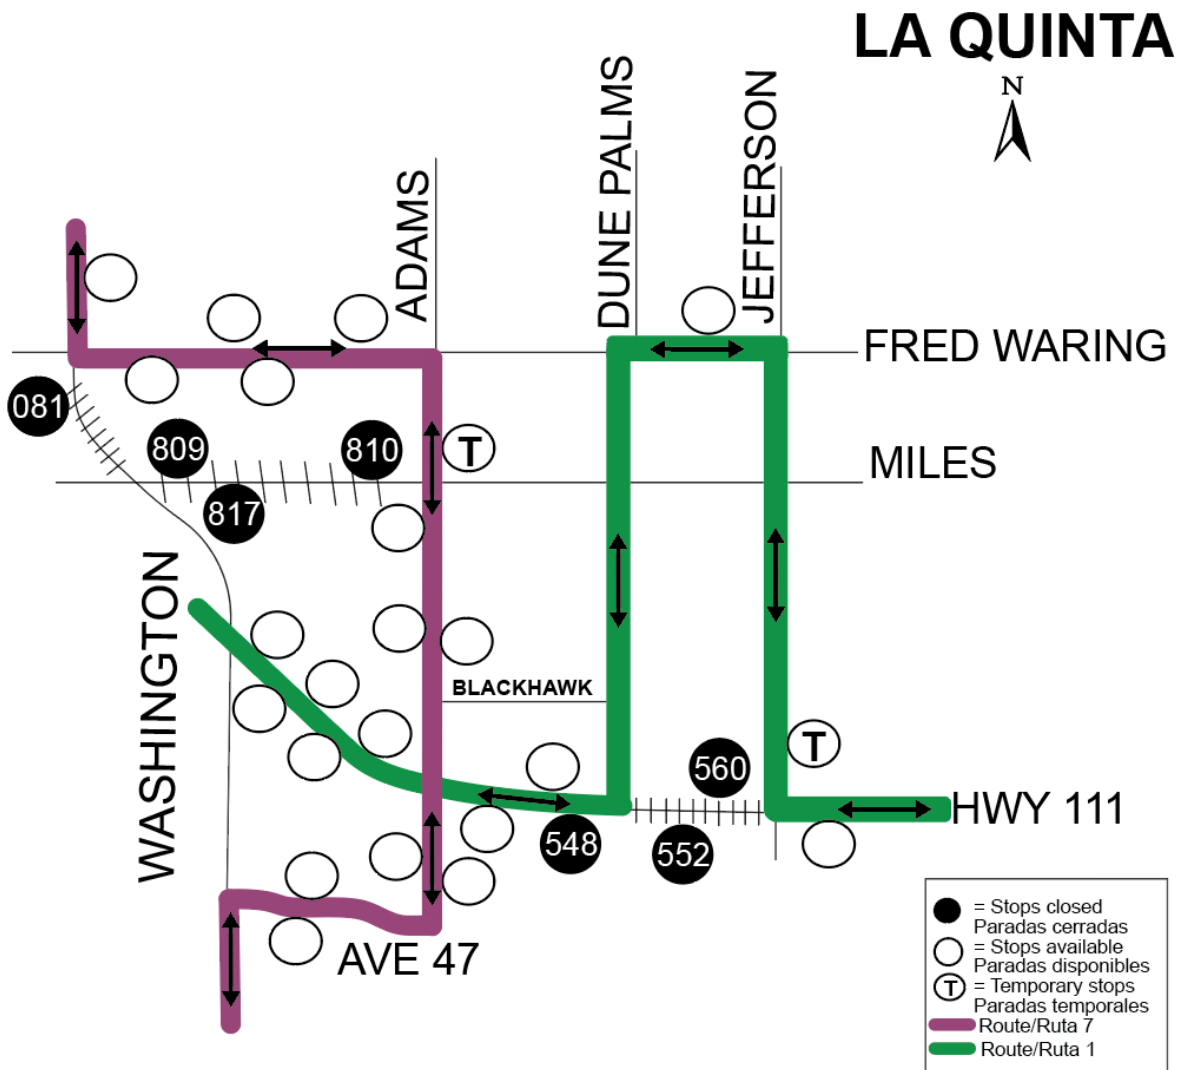 LA QUINTA
N
DUNE PALMS
JEFFERSON
ADAMS
FRED WARING
081
809
810
T
MILES
817
WASHINGTON
BLACKHAWK
T
560
HWY 111
548
552
AVE 47
= Stops closed
Paradas cerradas
= Stops available
Paradas disponibles
T = Temporary stops
Paradas temporales
Route/Ruta 7
Route/Ruta 1